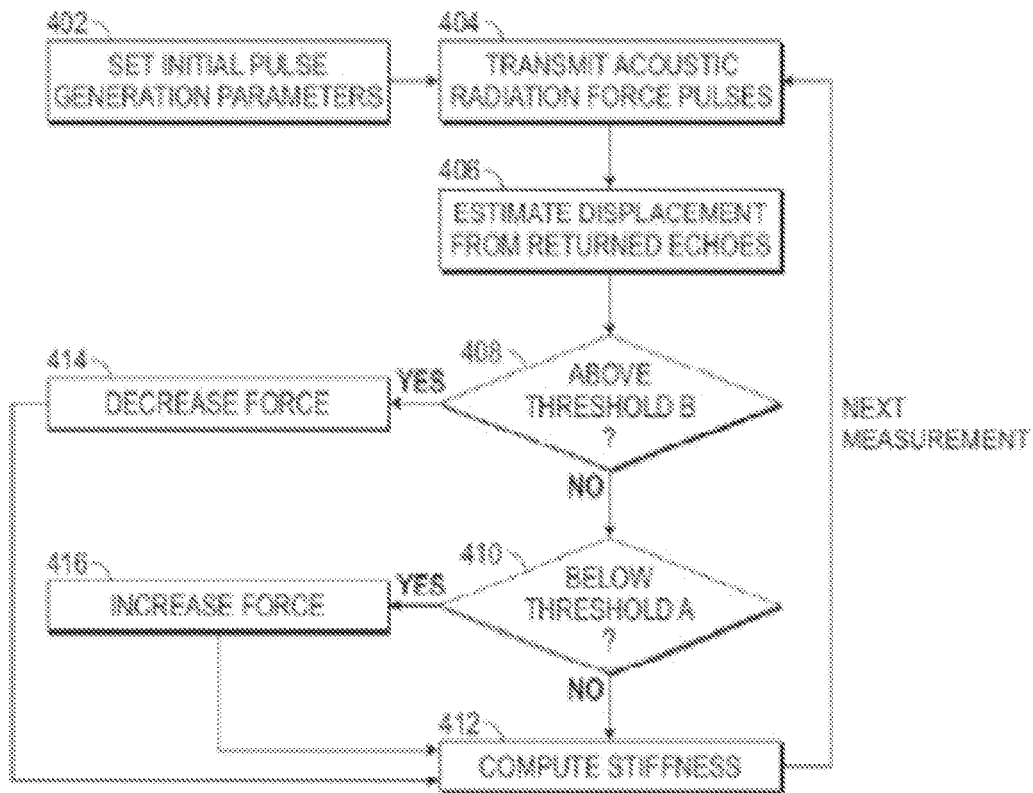 402
SET INITIAL PULSE
GENERATION PARAMETERS
404
TRANSMIT ACOUSTIC
RADIATION FORCE PULSES
406
ESTIMATE DISPLACEMENT
FROM RETURNED ECHOES
408
ABOVE
THRESHOLD B
?
YES
NO
414
DECREASE FORCE
NEXT
MEASUREMENT
410
BELOW
THRESHOLD A
?
YES
NO
416
INCREASE FORCE
412
COMPUTE STIFFNESS